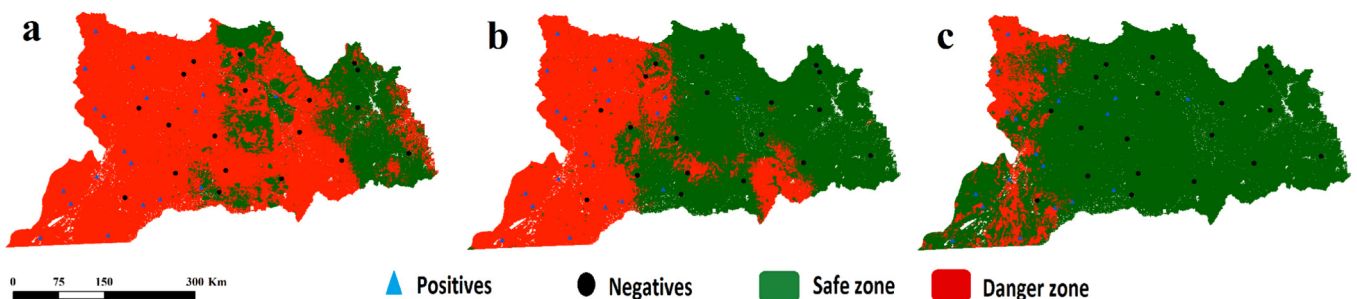 a
b
c
0 75 150 300 Km
Positives
Negatives
Safe zone
Danger zone